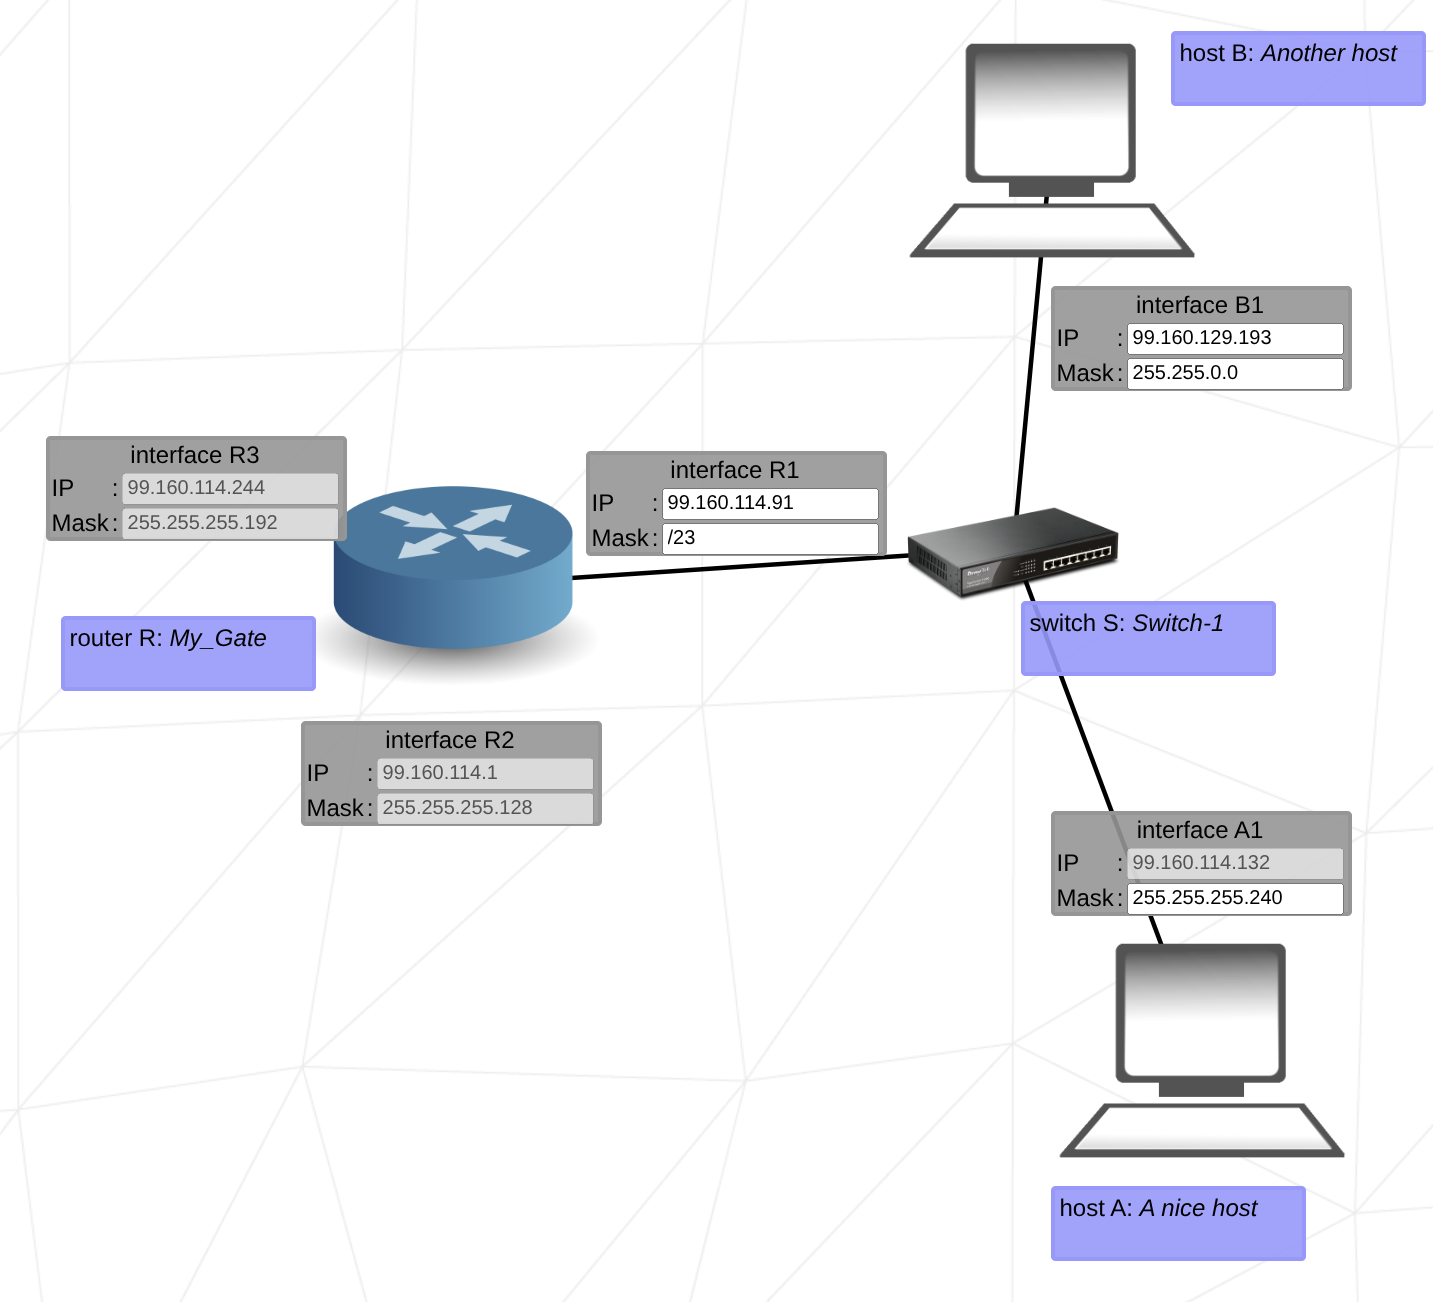 host B: Another host
interface B1
IP : 99.160.129.193
Mask : 255.255.0.0
interface R3
IP : 99.160.114.244
Mask : 255.255.255.192
interface R1
IP : 99.160.114.91
Mask : /23
router R: My_Gate
switch S: Switch-1
interface R2
IP : 99.160.114.1
Mask : 255.255.255.128
interface A1
IP : 99.160.114.132
Mask : 255.255.255.240
host A: A nice host